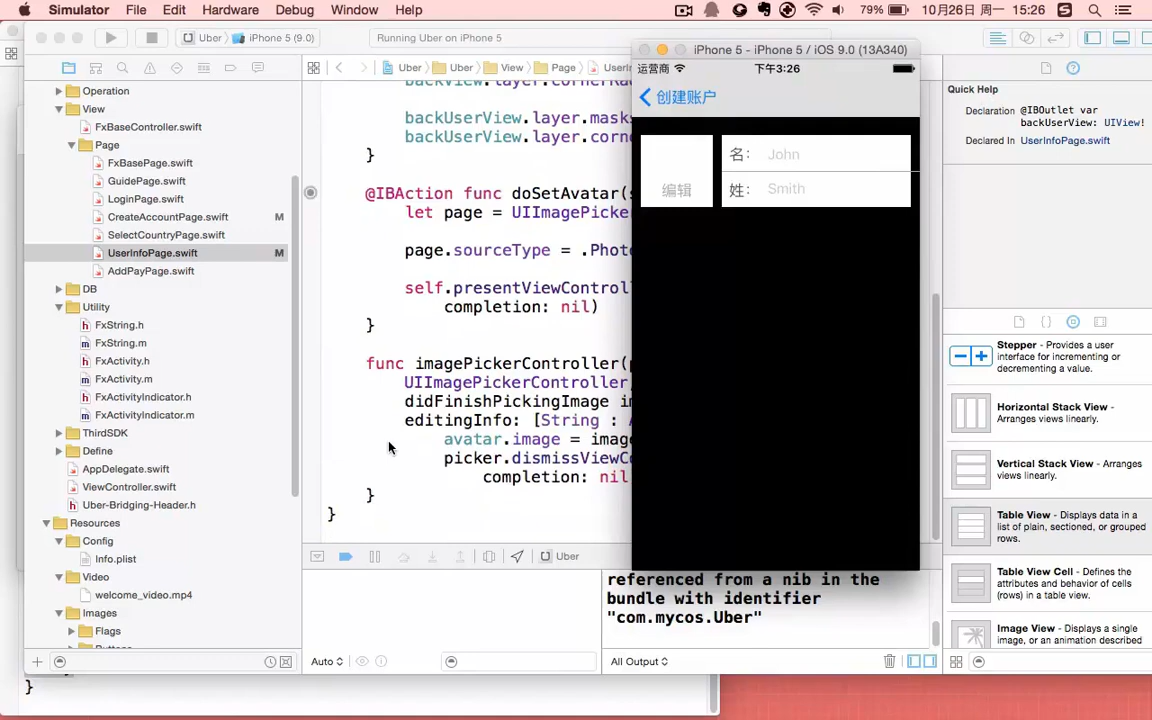 Simulator File Edit Hardware Debug Window Help 79% 10月26日 周一 15:26
Uber iPhone 5 (9.0) Running Uber on iPhone 5
iPhone 5 - iPhone 5 / iOS 9.0 (13A340)
运营商 下午3:26
创建账户
编辑
名: John
姓: Smith
Operation
View
FxBaseController.swift
Page
FxBasePage.swift
GuidePage.swift
LoginPage.swift
CreateAccountPage.swift M
SelectCountryPage.swift
UserInfoPage.swift M
AddPayPage.swift
DB
Utility
FxString.h
FxString.m
FxActivity.h
FxActivity.m
FxActivityIndicator.h
FxActivityIndicator.m
ThirdSDK
Define
AppDelegate.swift
ViewController.swift
Uber-Bridging-Header.h
Resources
Config
Info.plist
Video
welcome_video.mp4
Images
Flags
Uber Uber View Page UserIn
backView.layer.cornerRad
backUserView.layer.masks
backUserView.layer.corne
}
@IBAction func doSetAvatar(s
let page = UIImagePicker
page.sourceType = .Photo
self.presentViewControll
completion: nil)
}
func imagePickerController(p
UIImagePickerController,
didFinishPickingImage im
editingInfo: [String : A
avatar.image = image
picker.dismissViewCo
completion: nil
}
}
Uber
referenced from a nib in the
bundle with identifier
"com.mycos.Uber"
Auto
All Output
Quick Help
Declaration @IBOutlet var
backUserView: UIView!
Declared In UserInfoPage.swift
Stepper - Provides a user
interface for incrementing or
decrementing a value.
Horizontal Stack View -
Arranges views linearly.
Vertical Stack View - Arranges
views linearly.
Table View - Displays data in a
list of plain, sectioned, or grouped
rows.
Table View Cell - Defines the
attributes and behavior of cells
(rows) in a table view.
Image View - Displays a single
image, or an animation described
}